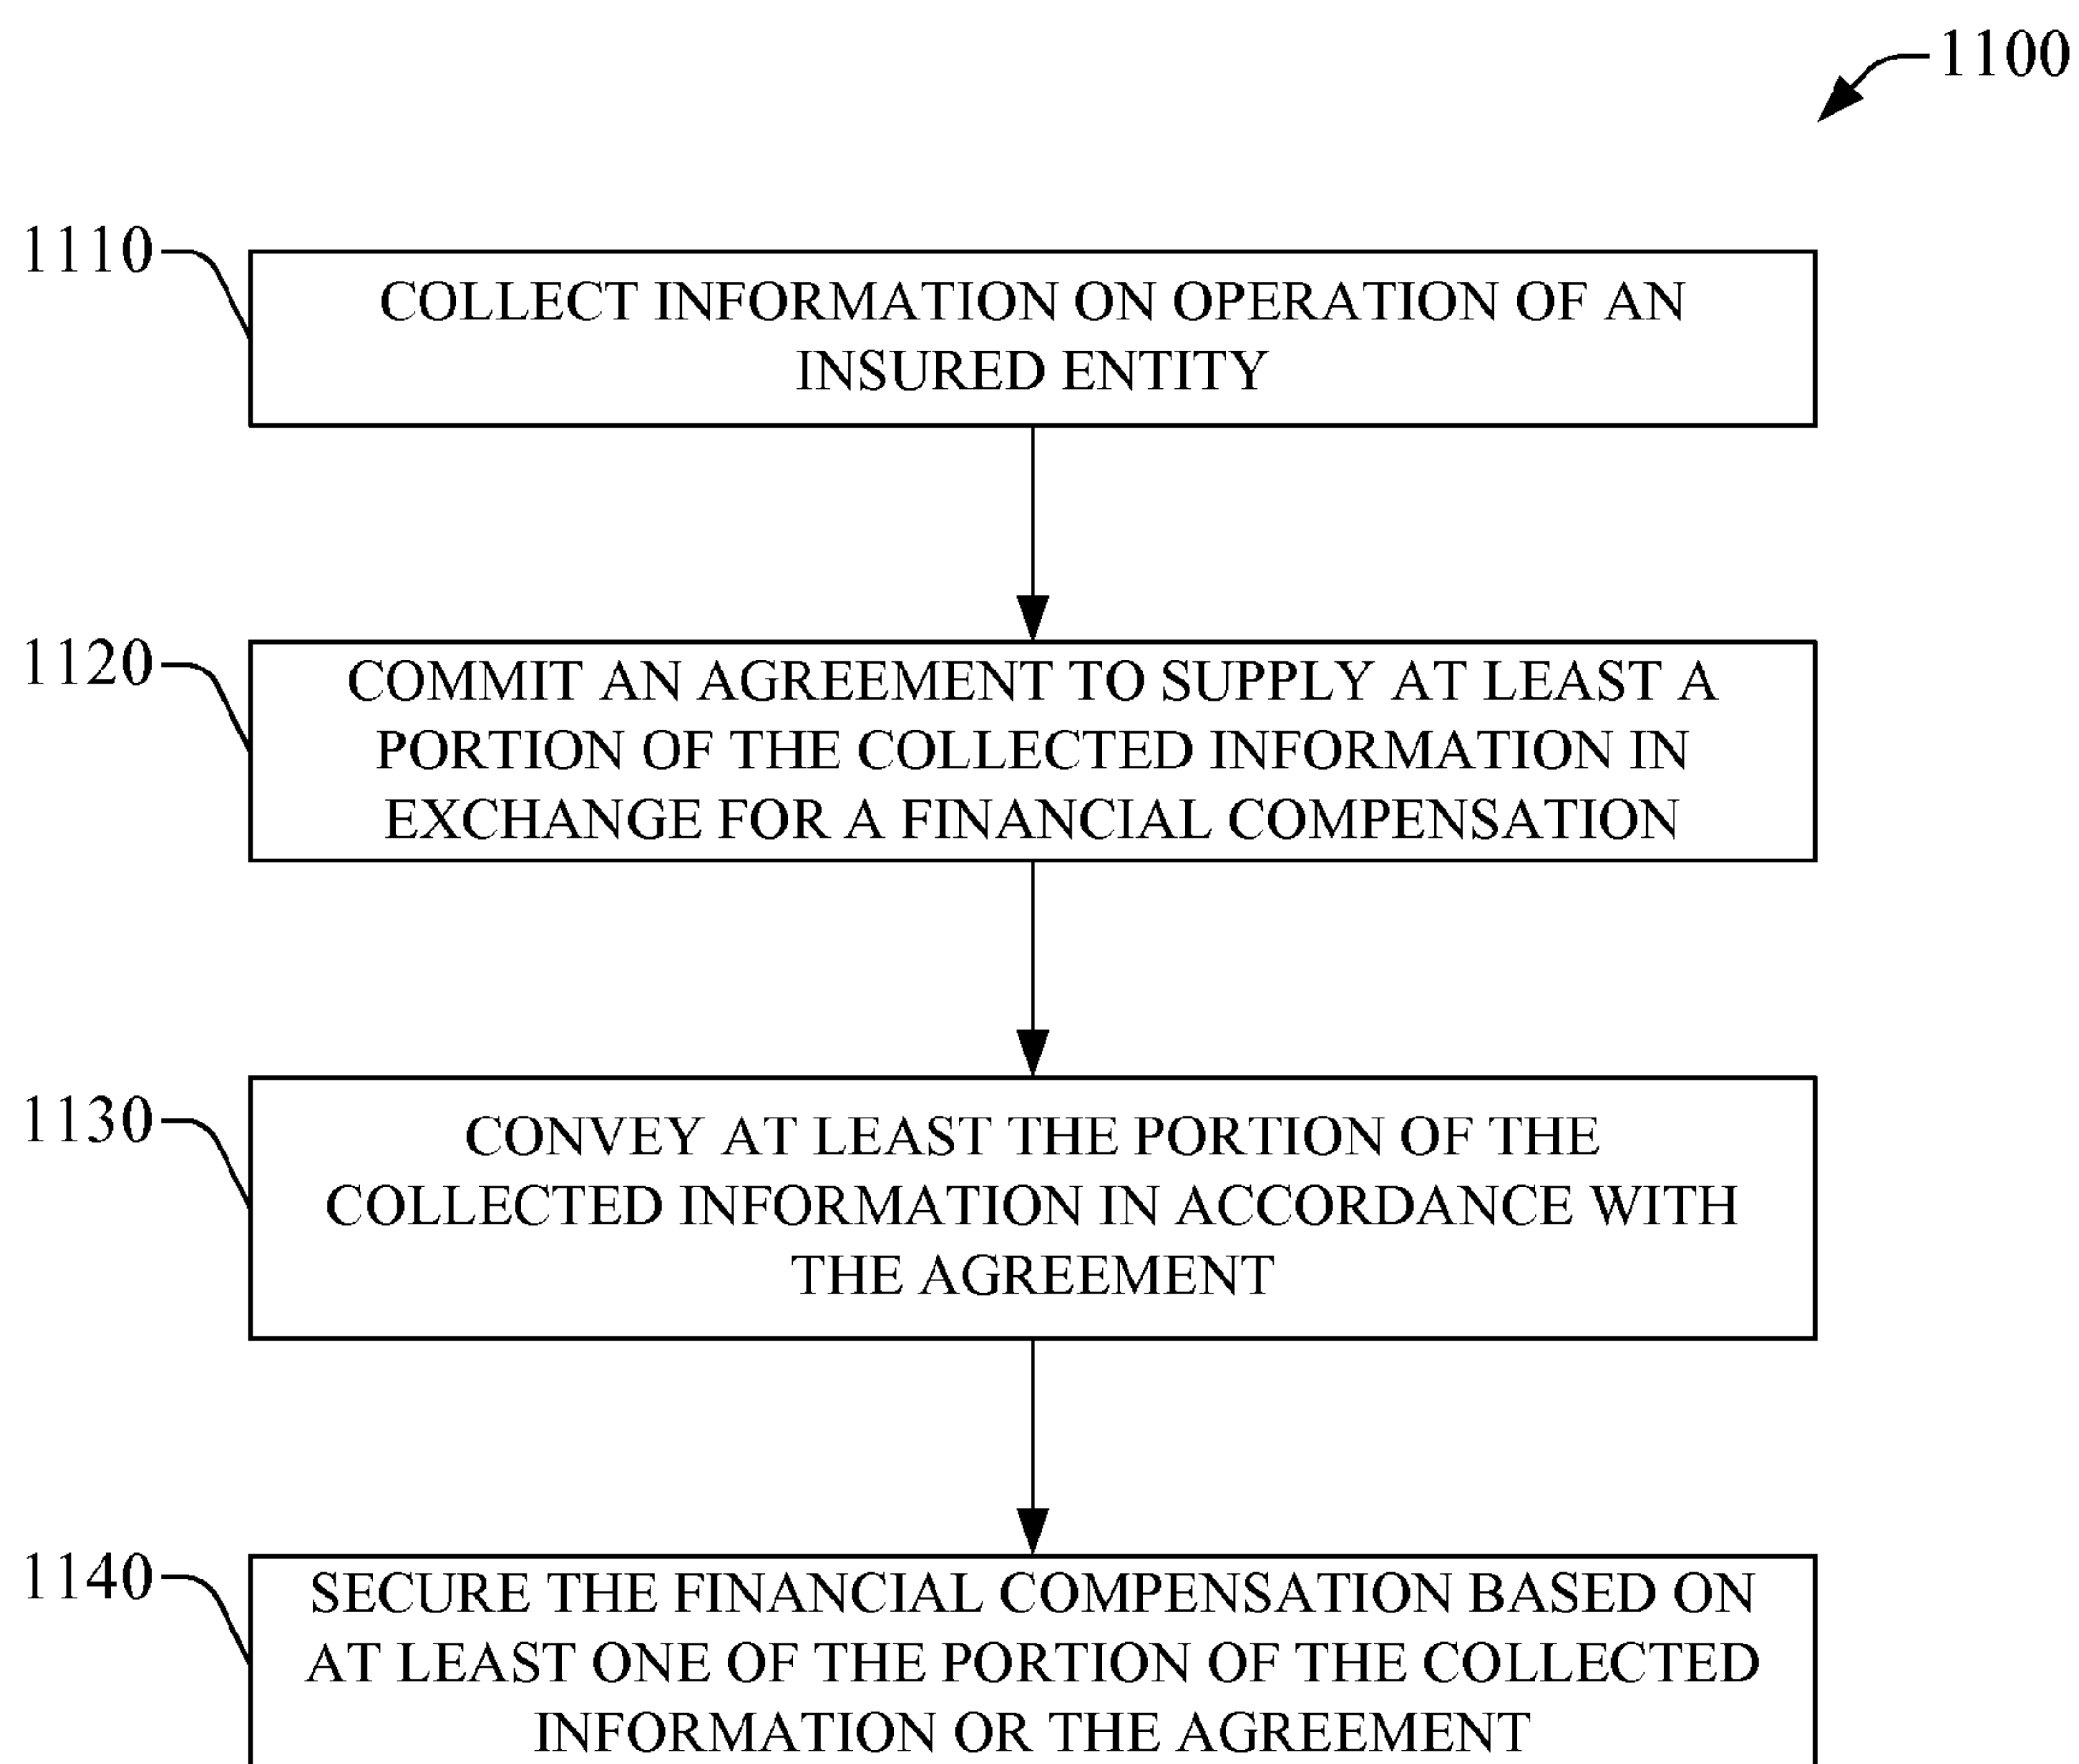 1100
1110
COLLECT INFORMATION ON OPERATION OF AN
INSURED ENTITY
1120
COMMIT AN AGREEMENT TO SUPPLY AT LEAST A
PORTION OF THE COLLECTED INFORMATION IN
EXCHANGE FOR A FINANCIAL COMPENSATION
1130
CONVEY AT LEAST THE PORTION OF THE
COLLECTED INFORMATION IN ACCORDANCE WITH
THE AGREEMENT
1140
SECURE THE FINANCIAL COMPENSATION BASED ON
AT LEAST ONE OF THE PORTION OF THE COLLECTED
INFORMATION OR THE AGREEMENT